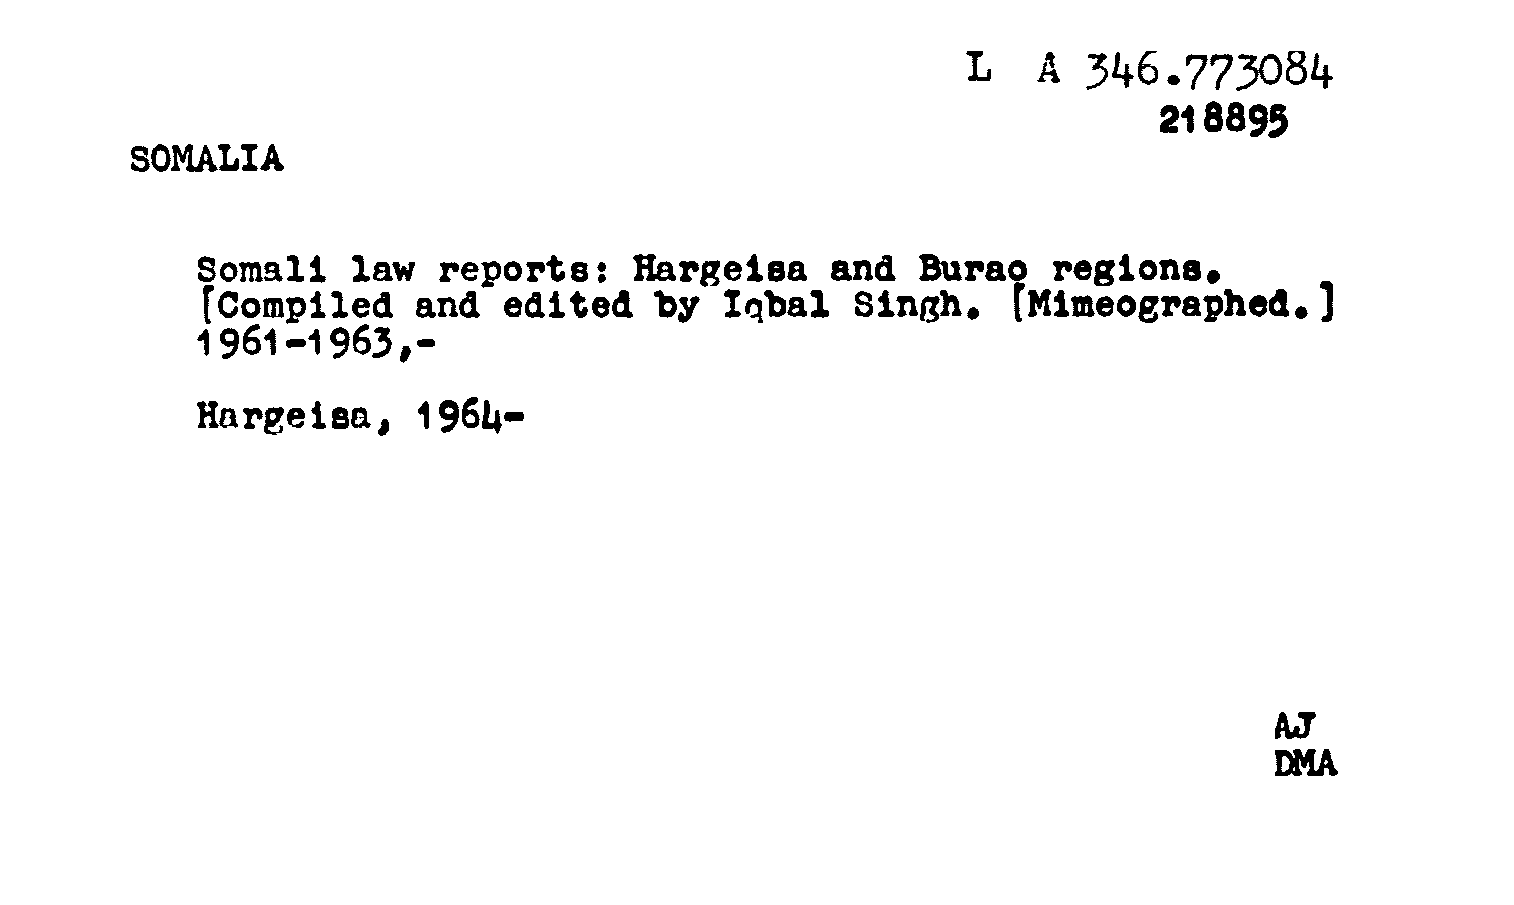 L A 346.773084
218895
SOMALIA
Somali law reports: Hargeisa and Burao regions.
[Compiled and edited by Iqbal Singh. [Mimeographed.]
1961-1963,-
Hargeisa, 1964-
AJ
DMA